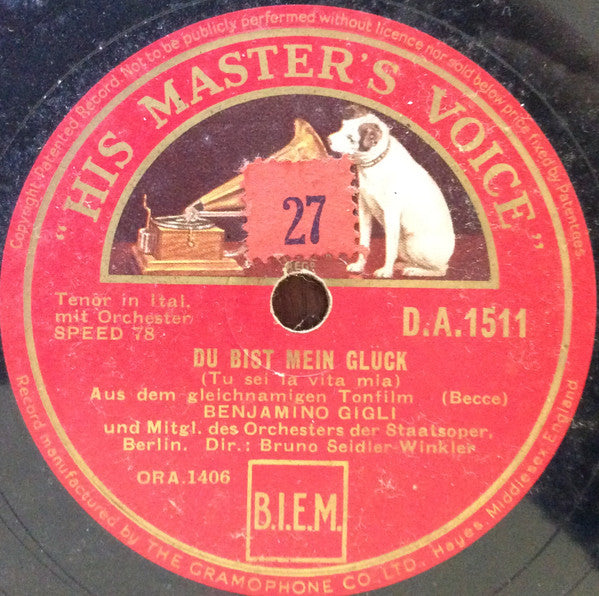 Copyright, Patented Record. Not to be publicly performed without licence nor sold below price fixed by Patentees
"HIS MASTER'S VOICE"
27
Tenor in Ital.
mit Orchester
SPEED 78
D.A.1511
DU BIST MEIN GLUCK
(Tu sei la vita mia)
Aus dem gleichnamigen Tonfilm (Becce)
BENJAMINO GIGLI
und Mitgl. des Orchesters der Staatsoper,
Berlin. Dir.: Bruno Seidler-Winkler
ORA.1406
B.I.E.M.
Record manufactured by THE GRAMOPHONE CO., LTD., Hayes, Middlesex, England